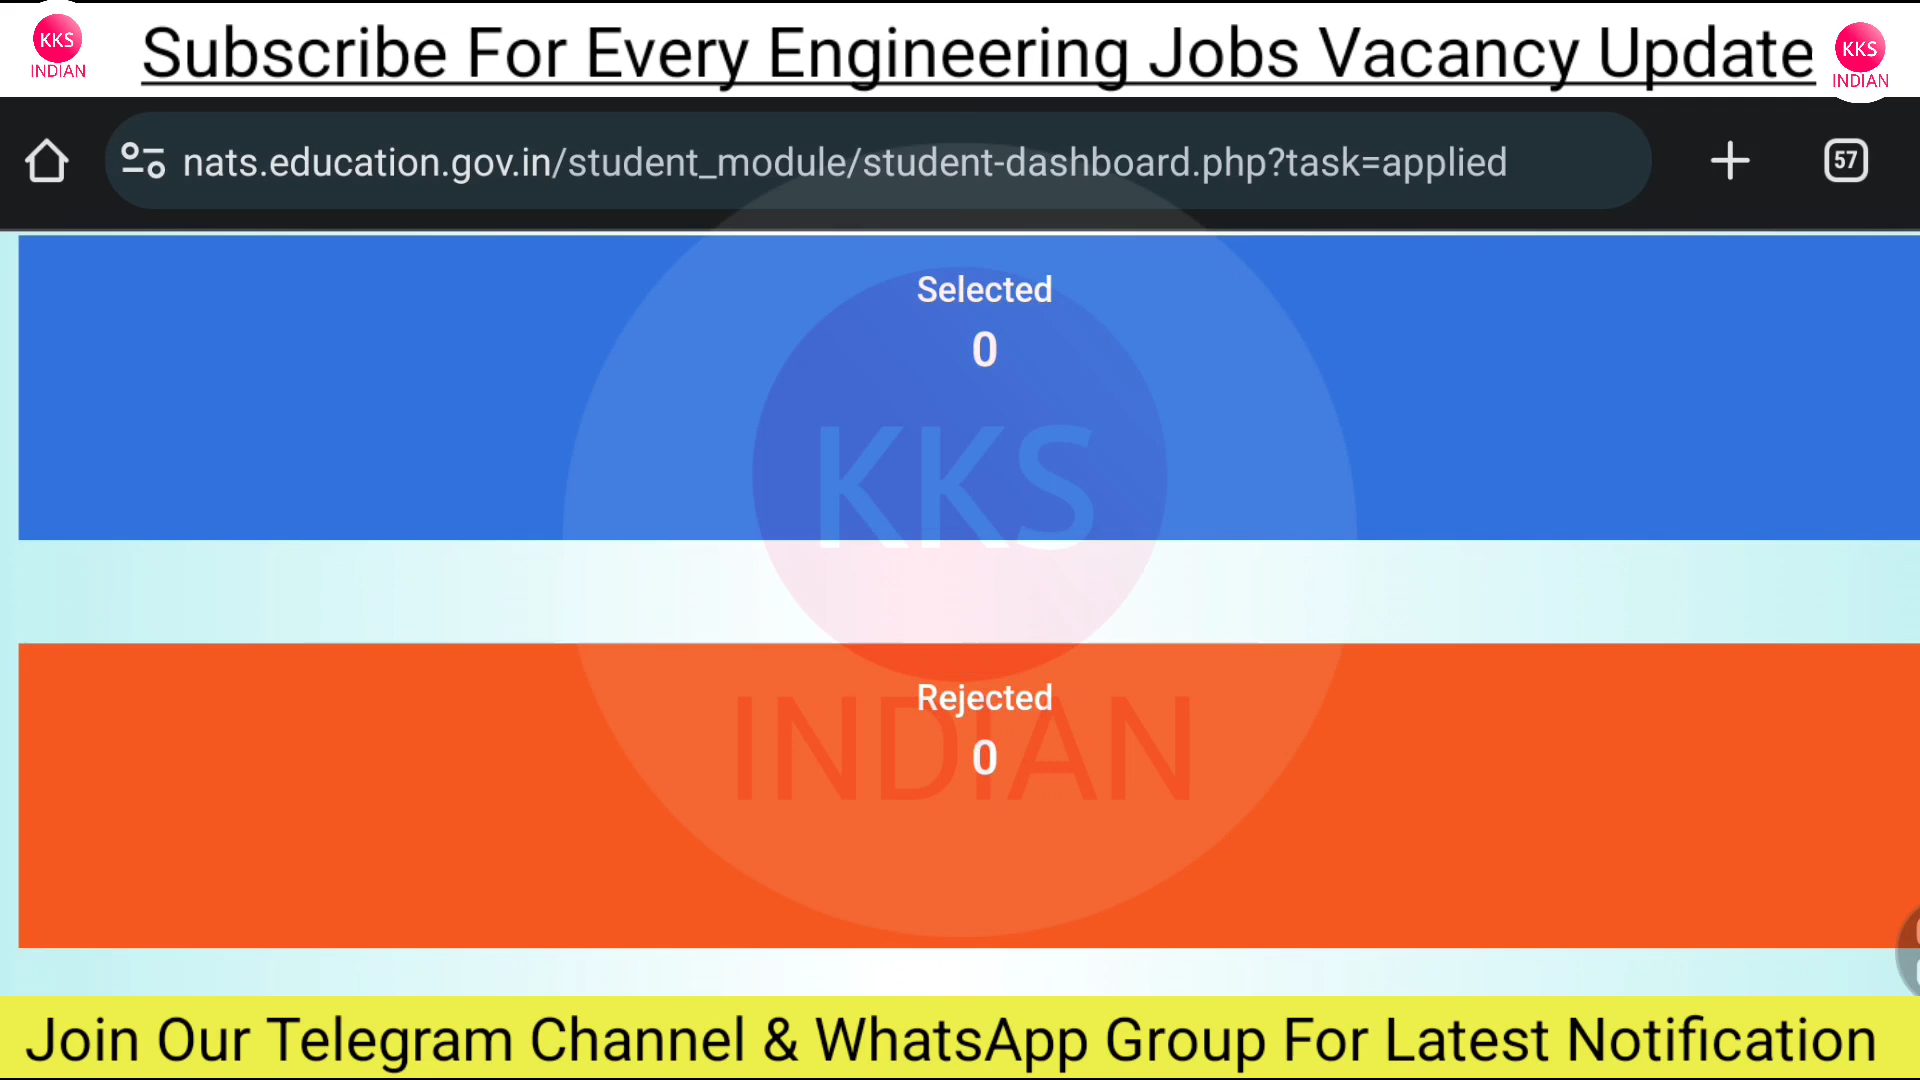 KKS
INDIAN
Subscribe For Every Engineering Jobs Vacancy Update
KKS
INDIAN
nats.education.gov.in/student_module/student-dashboard.php?task=applied
57
Selected
0
KKS
Rejected
INDIAN
0
Join Our Telegram Channel & WhatsApp Group For Latest Notification